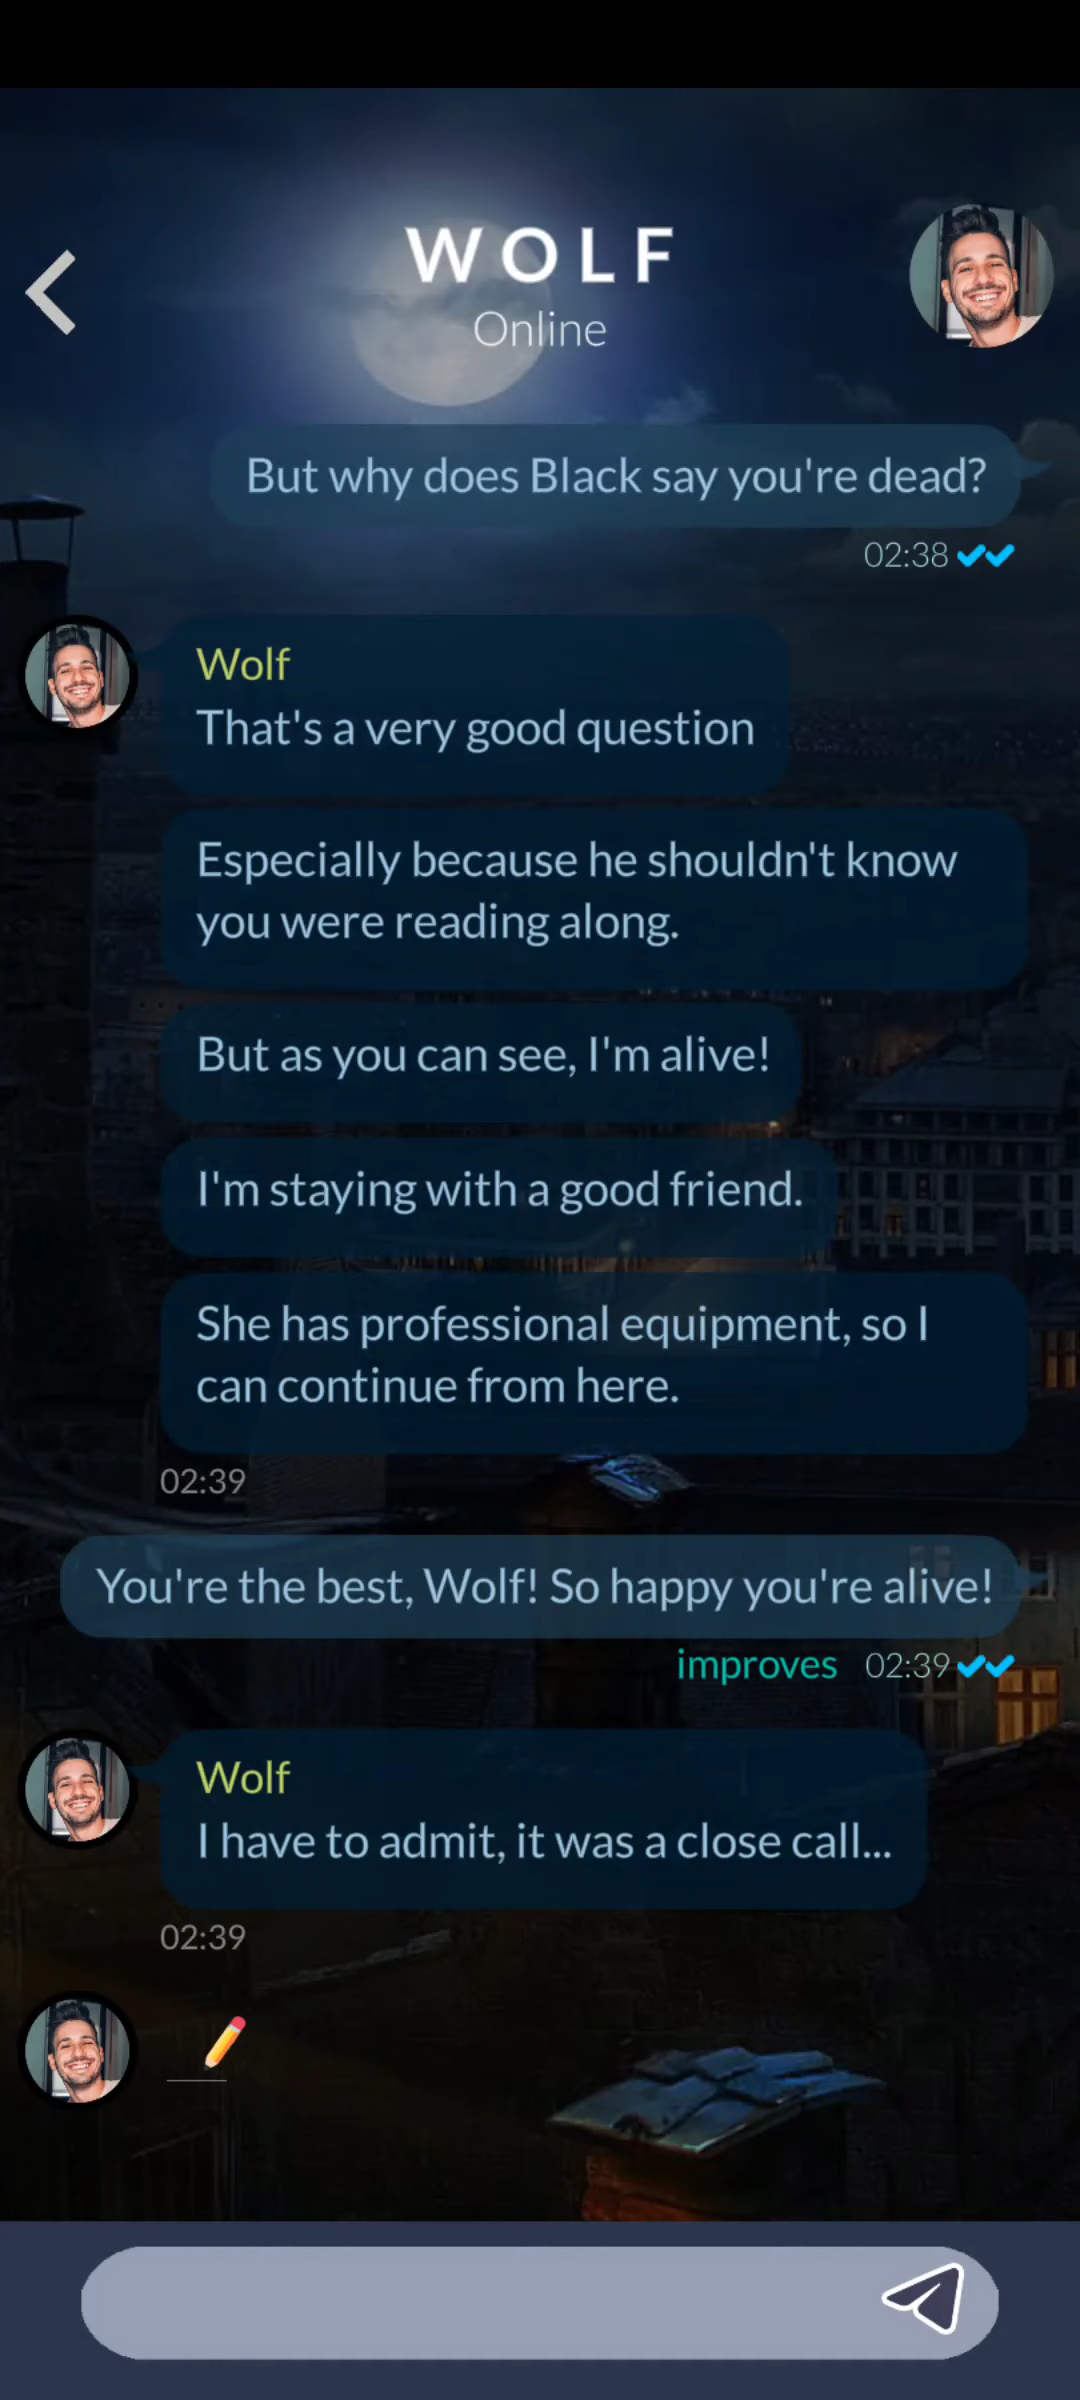 WOLF
Online
But why does Black say you're dead?
02:38
Wolf
That's a very good question
Especially because he shouldn't know
you were reading along.
But as you can see, I'm alive!
I'm staying with a good friend.
She has professional equipment, so I
can continue from here.
02:39
You're the best, Wolf! So happy you're alive!
improves 02:39
Wolf
I have to admit, it was a close call...
02:39